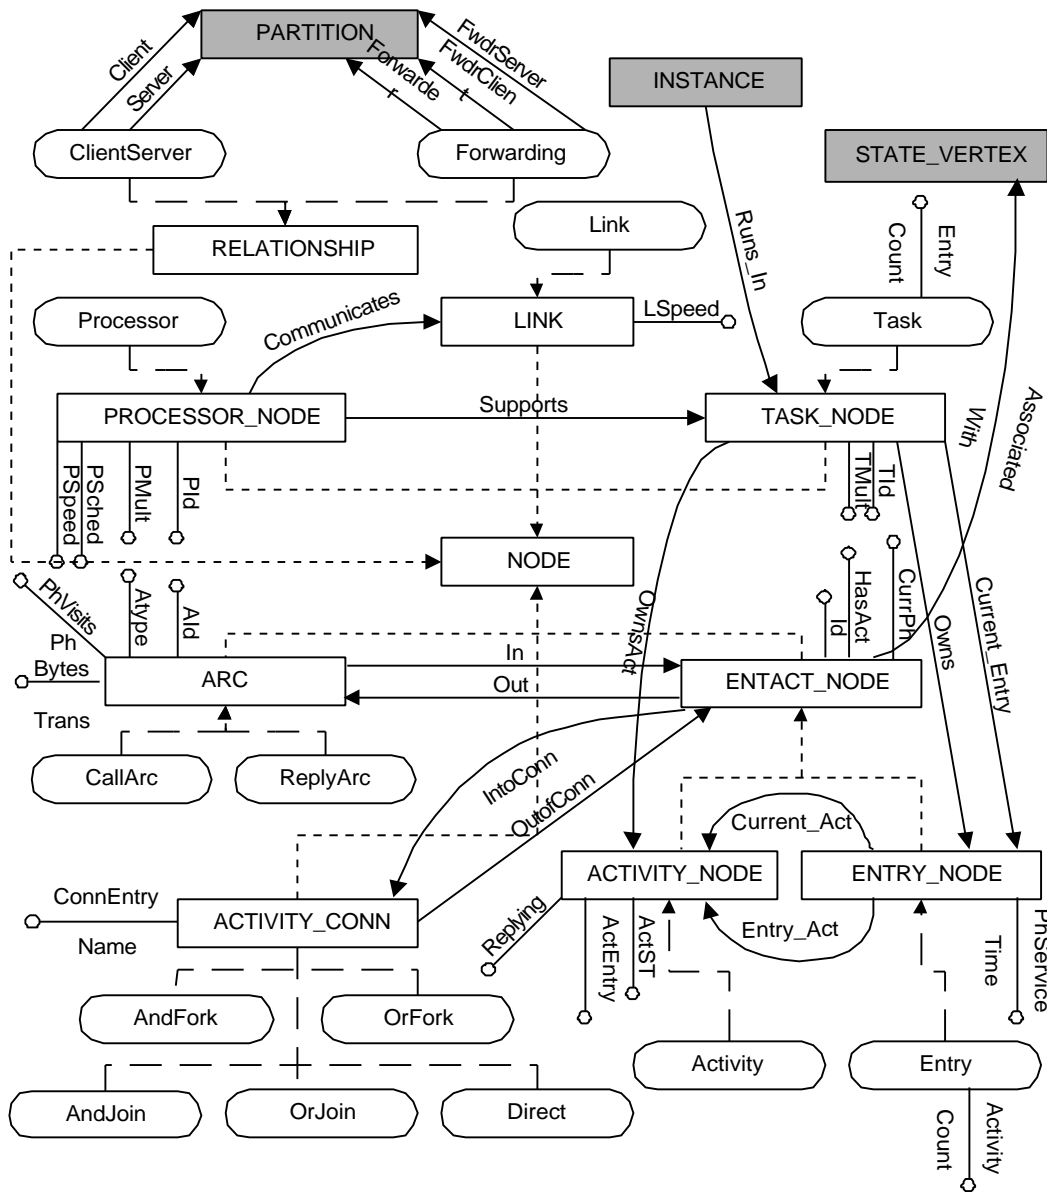 PARTITION
Client
Server
Forwarde
r
FwdrClien
t
FwdrServer
INSTANCE
ClientServer
Forwarding
STATE_VERTEX
Link
RELATIONSHIP
Runs_In
Entry
Count
Processor
Communicates
LINK
LSpeed
Task
PROCESSOR_NODE
Supports
TASK_NODE
With
Associated
PSpeed
PSched
PMult
PId
TMult
TId
NODE
PhVisits
Atype
AId
OwnsAct
Id
HasAct
CurrPh
Owns
Current_Entry
Ph
Bytes
ARC
In
Out
ENTACT_NODE
Trans
CallArc
ReplyArc
IntoConn
OutofConn
Current_Act
ACTIVITY_NODE
ENTRY_NODE
ConnEntry
Name
ACTIVITY_CONN
Replying
ActEntry
ActST
Entry_Act
Time
PhService
AndFork
OrFork
Activity
Entry
AndJoin
OrJoin
Direct
Activity
Count